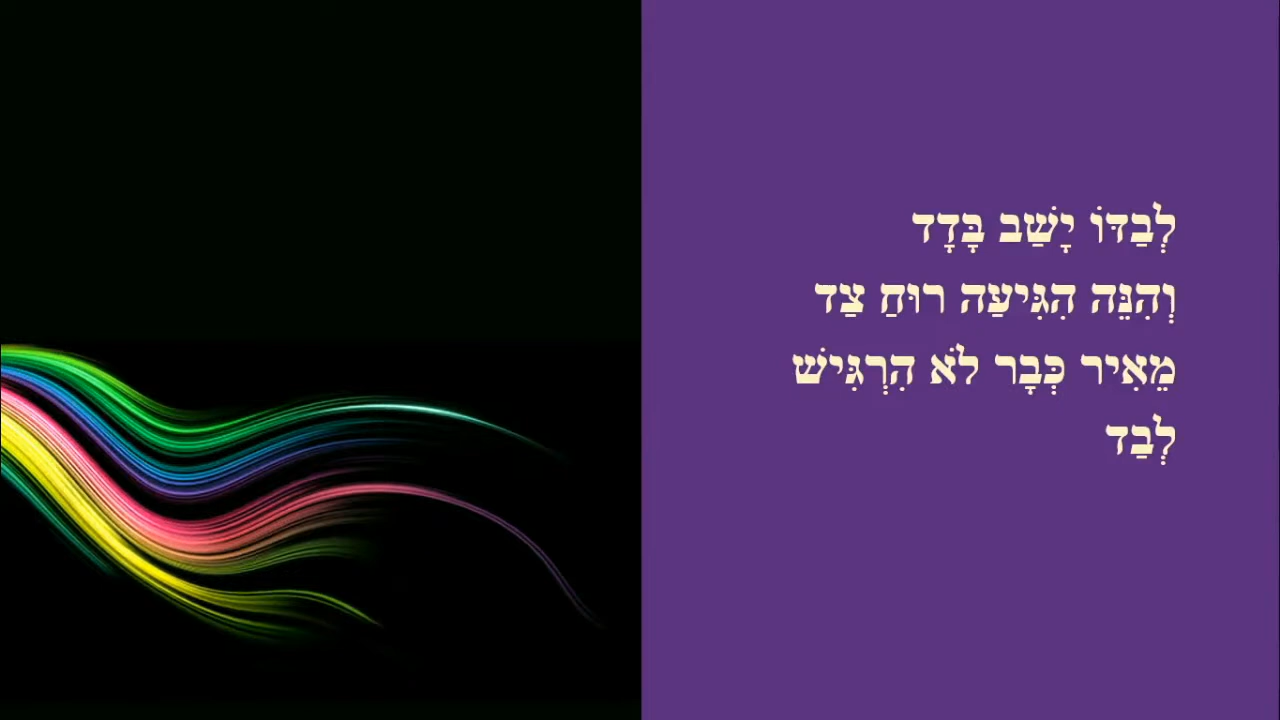 לְבַדּוֹ יָשַׁב בָּדָד
וְהִנֵּה הִגִּיעַה רוּחַ צַד
מֵאִיר כְּבָר לֹא הִרְגִּישׁ
לְבַד